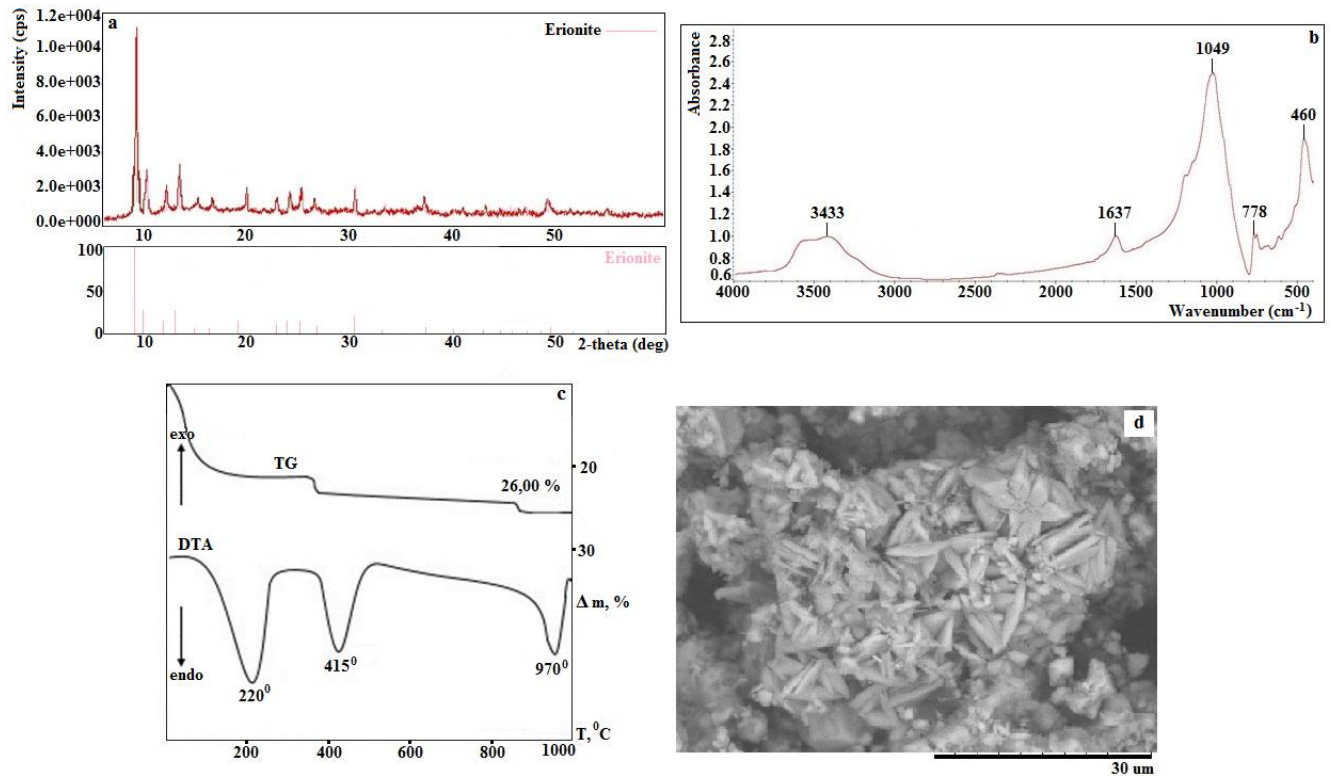 a
Intensity (cps)
1.2e+004
1.0e+004
8.0e+003
6.0e+003
4.0e+003
2.0e+003
0.0e+000
Erionite
10 20 30 40 50
100
50
0
Erionite
10 20 30 40 50 2-theta (deg)
b
Absorbance
2.8
2.6
2.4
2.2
2.0
1.8
1.6
1.4
1.2
1.0
0.8
0.6
3433
1637
1049
778
460
4000 3500 3000 2500 2000 1500 1000 500
Wavenumber (cm⁻¹)
c
exo
TG
20
26,00 %
DTA
30
Δ m, %
endo
220⁰
415⁰
970⁰
T, ⁰C
200 400 600 800 1000
d
30 um